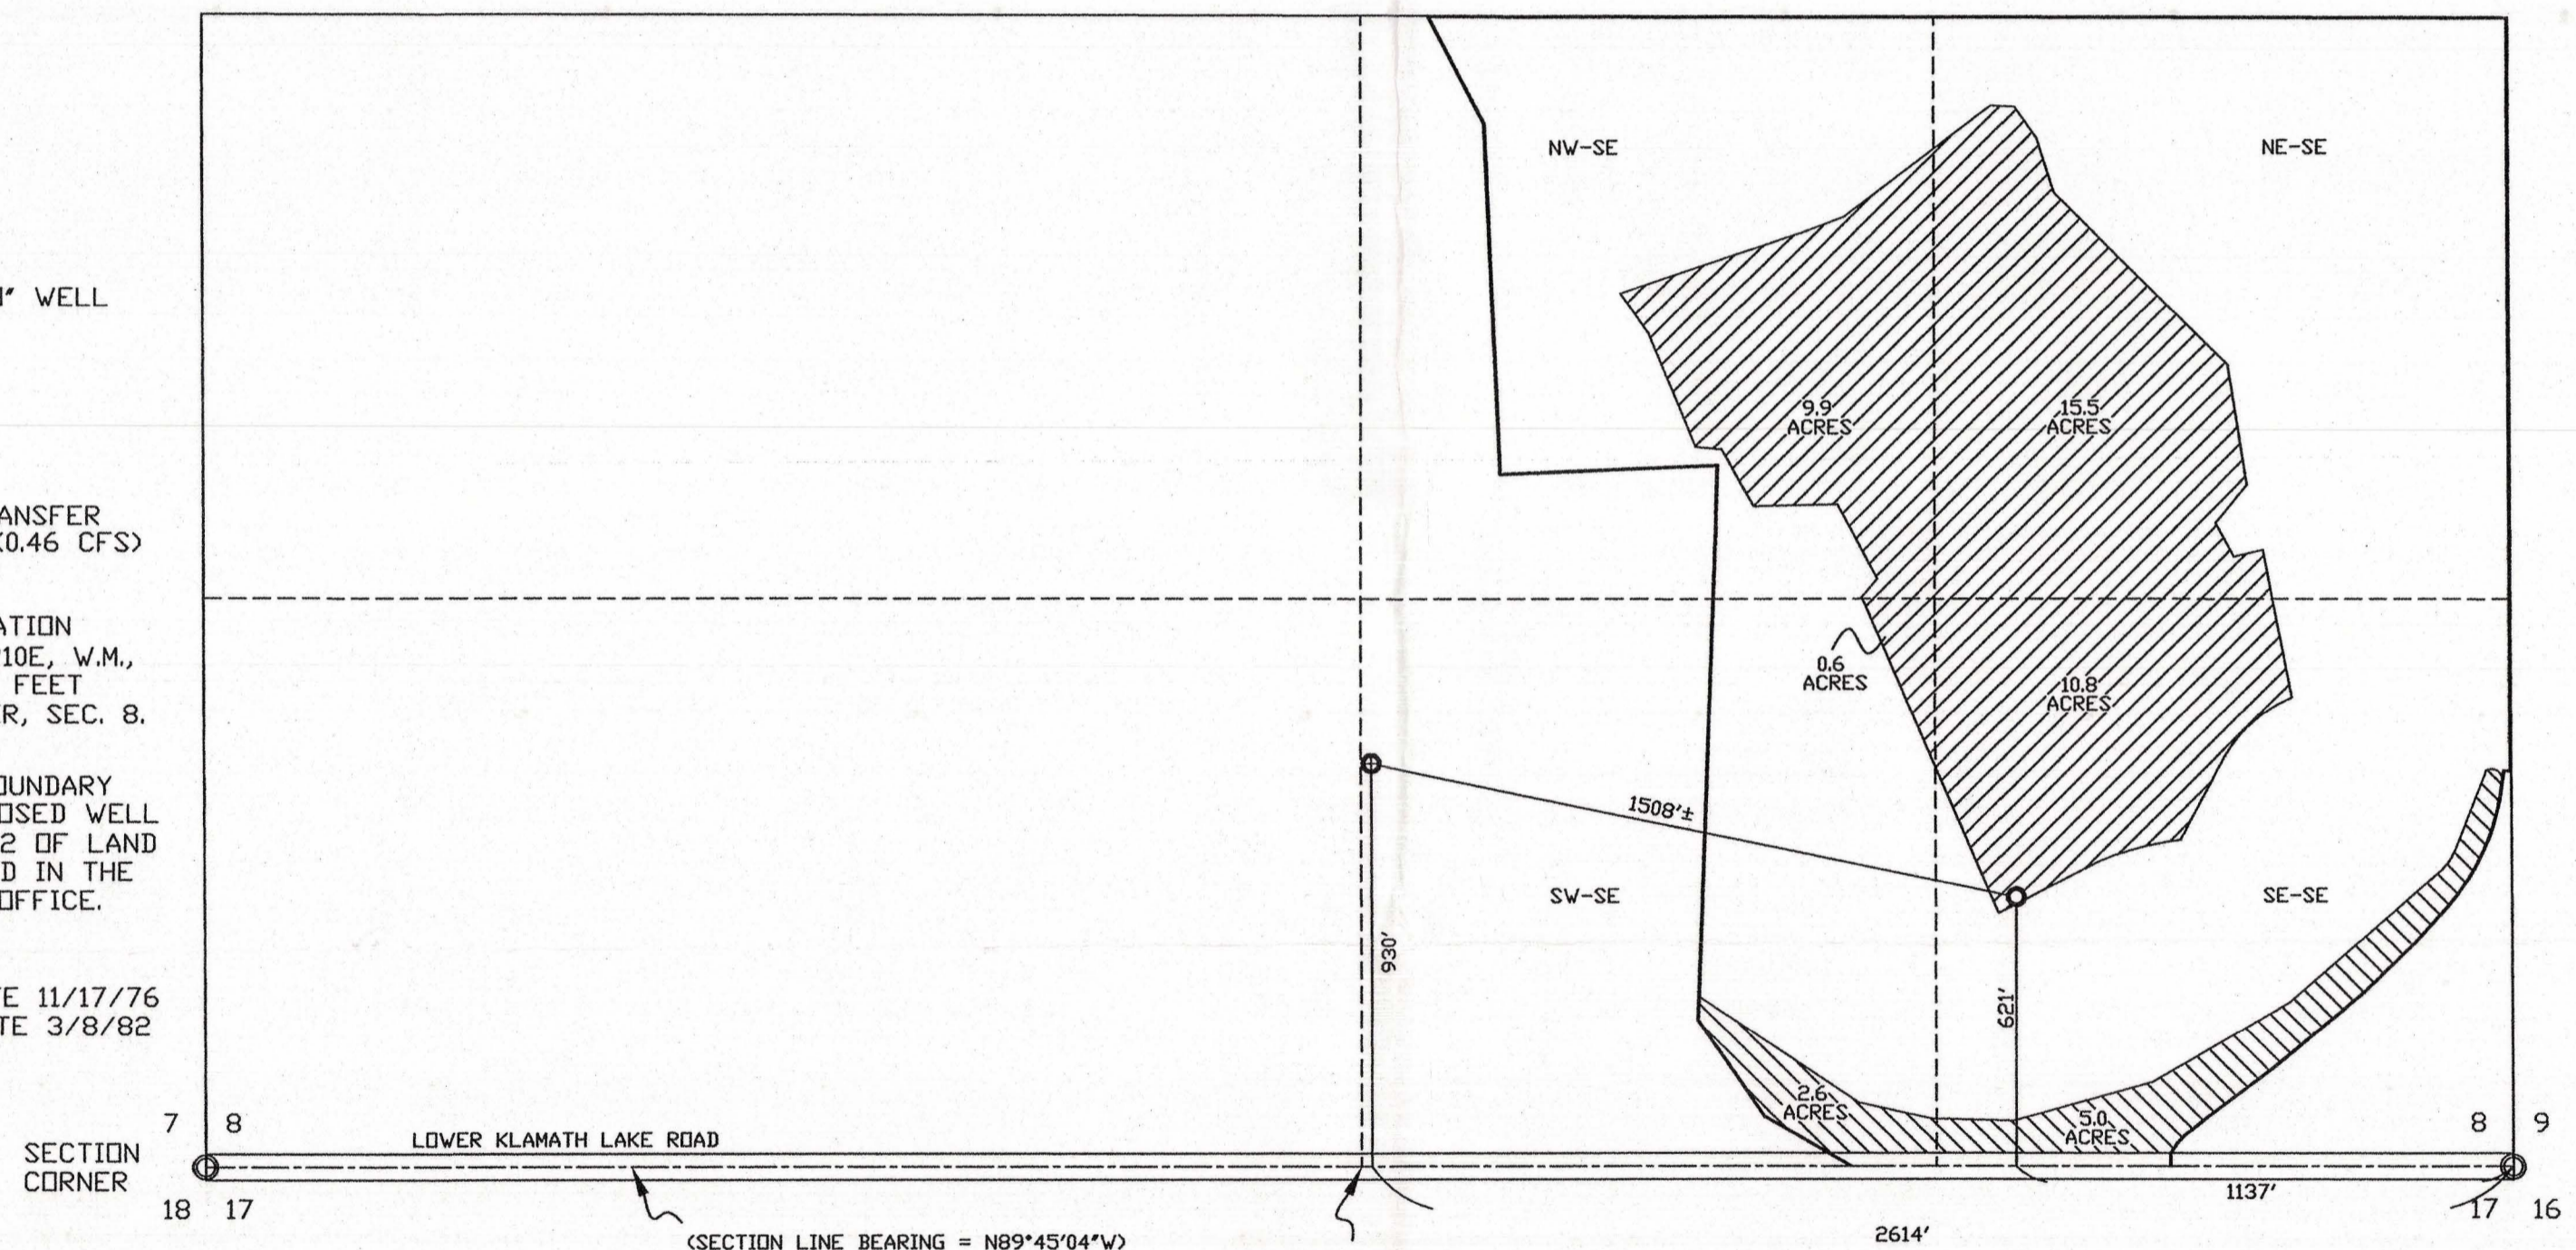 " WELL
ANSFER
(0.46 CFS)
ATION
10E, W.M.,
FEET
R, SEC. 8.
OUNDARY
OSED WELL
2 OF LAND
D IN THE
OFFICE.
E 11/17/76
TE 3/8/82
NW-SE
NE-SE
9.9
ACRES
15.5
ACRES
0.6
ACRES
10.8
ACRES
1508'±
SW-SE
SE-SE
930'
621'
2.6
ACRES
5.0
ACRES
7 8
8 9
SECTION
CORNER
LOWER KLAMATH LAKE ROAD
18 17
1137'
17 16
2614'
(SECTION LINE BEARING = N89°45'04"W)